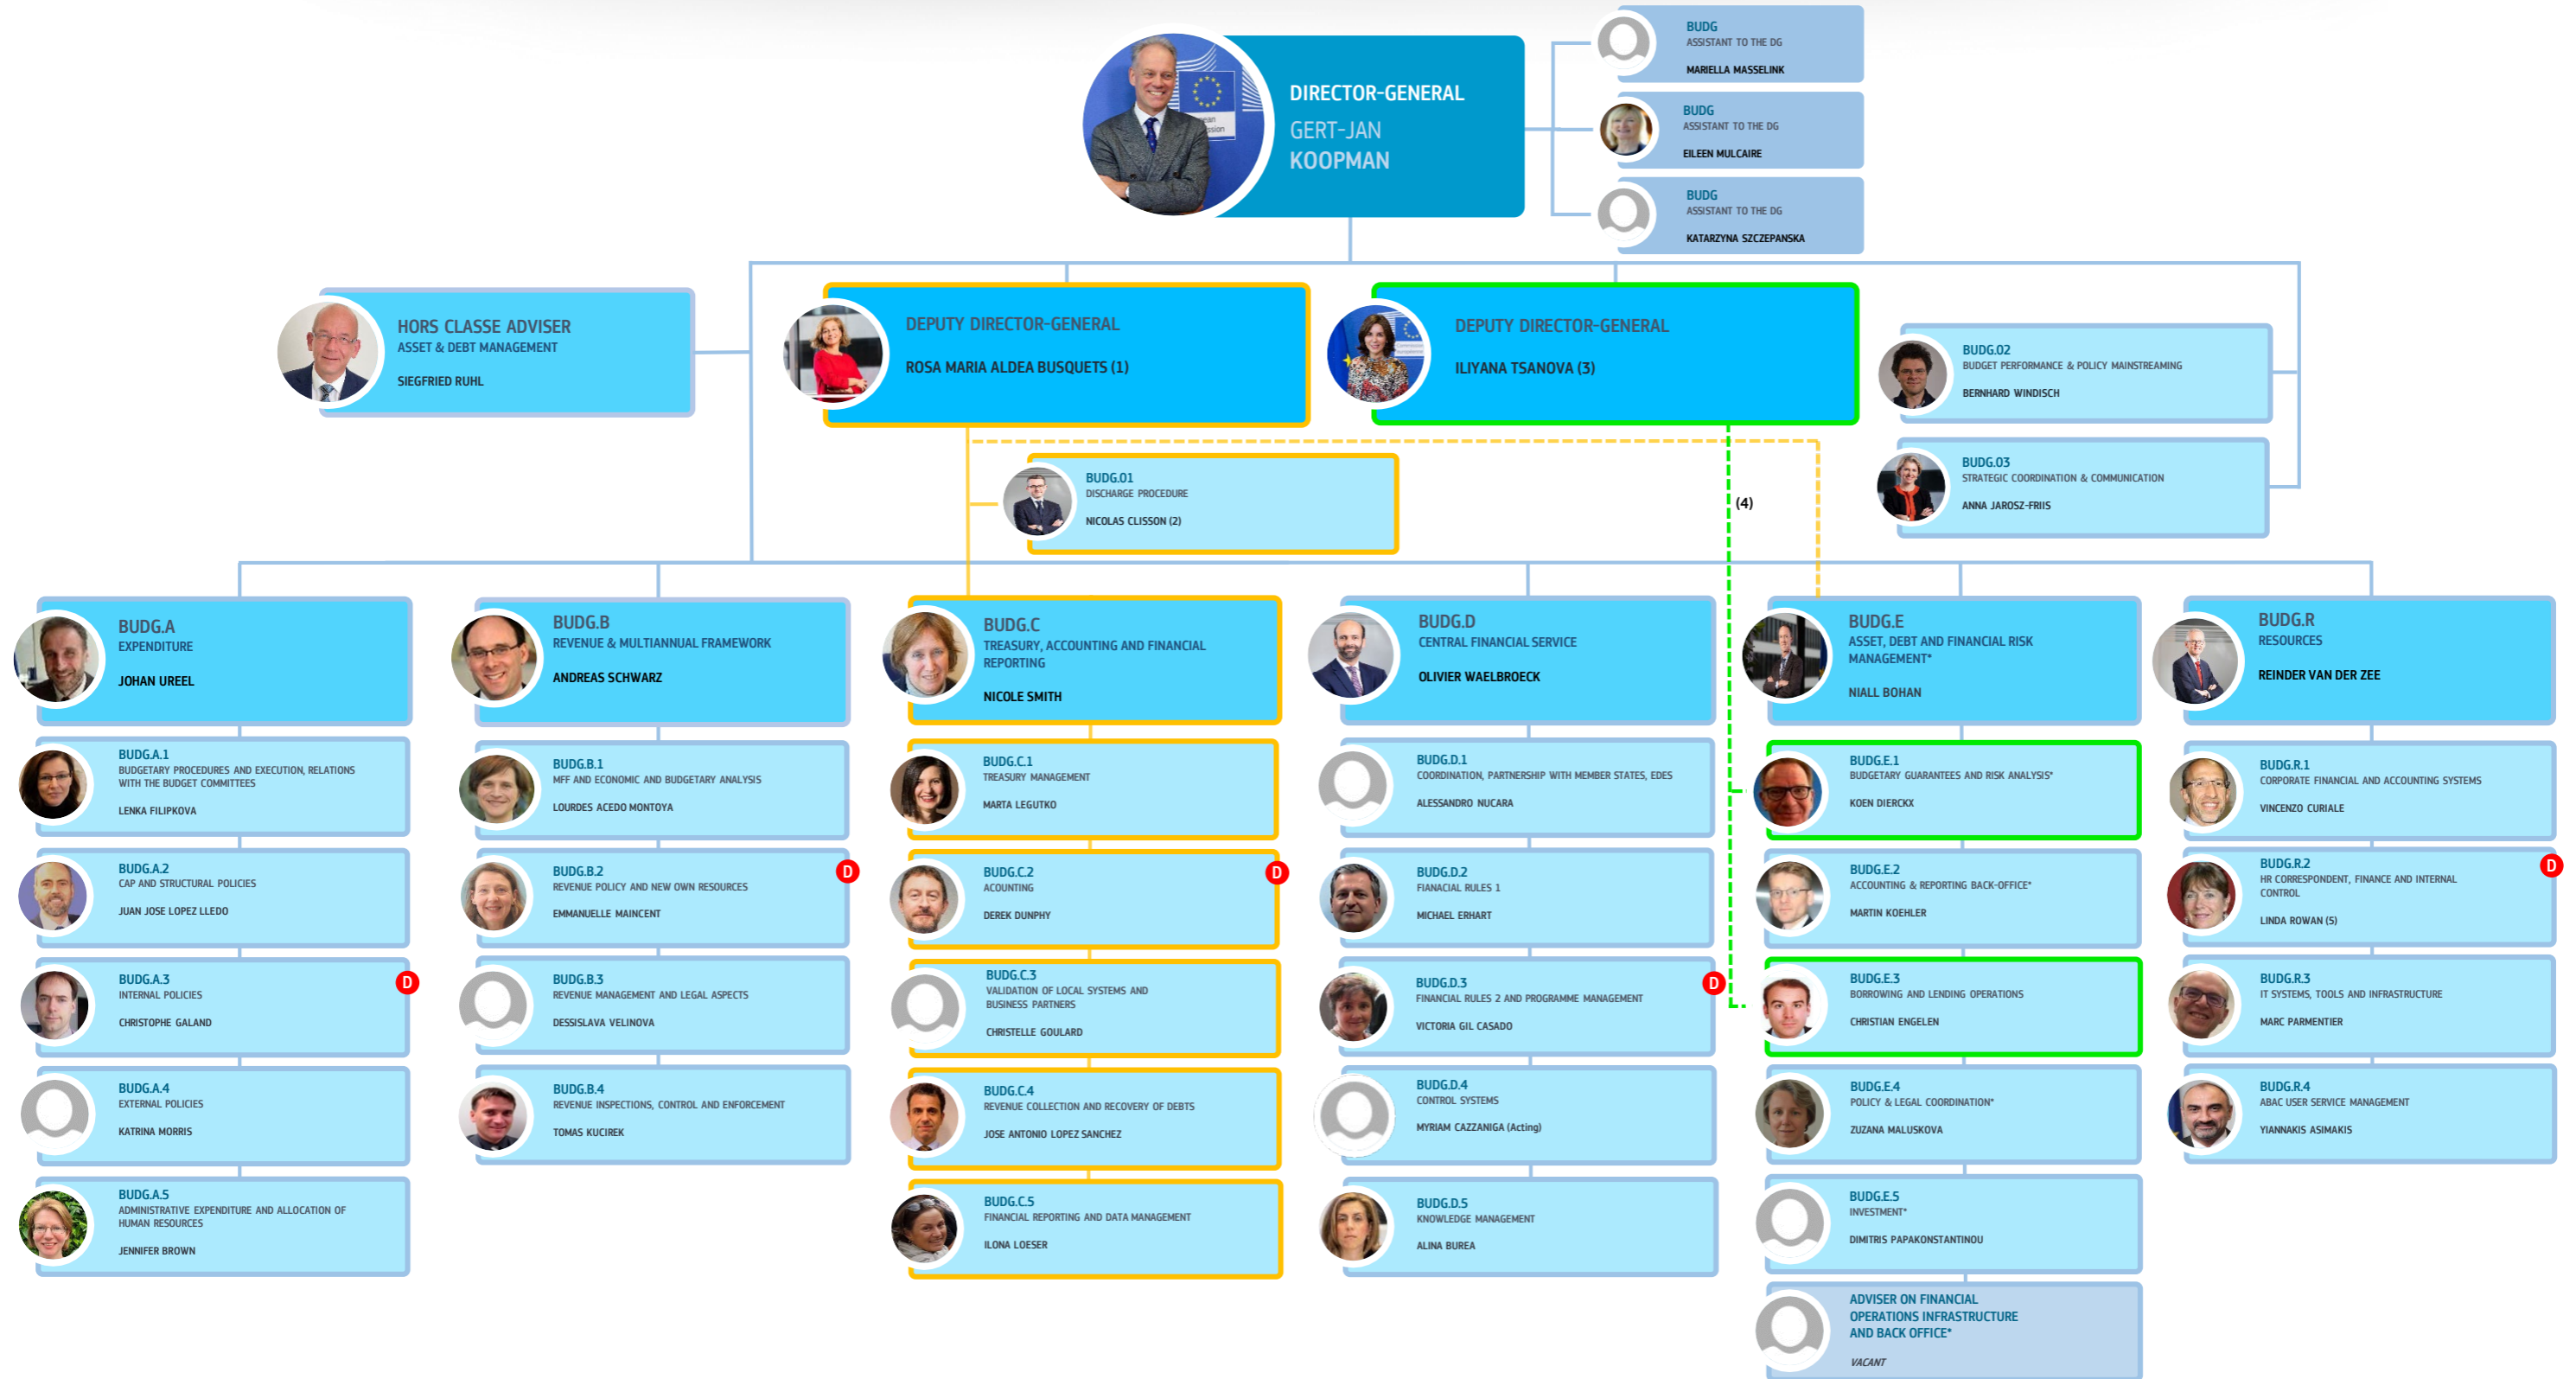 BUDG
ASSISTANT TO THE DG
MARIELLA MASSELINK
DIRECTOR-GENERAL
GERT-JAN
KOOPMAN
BUDG
ASSISTANT TO THE DG
EILEEN MULCAIRE
BUDG
ASSISTANT TO THE DG
KATARZYNA SZCZEPANSKA
HORS CLASSE ADVISER
ASSET & DEBT MANAGEMENT
SIEGFRIED RUHL
DEPUTY DIRECTOR-GENERAL
ROSA MARIA ALDEA BUSQUETS (1)
DEPUTY DIRECTOR-GENERAL
ILIYANA TSANOVA (3)
BUDG.02
BUDGET PERFORMANCE & POLICY MAINSTREAMING
BERNHARD WINDISCH
BUDG.01
DISCHARGE PROCEDURE
NICOLAS CLISSON (2)
(4)
BUDG.03
STRATEGIC COORDINATION & COMMUNICATION
ANNA JAROSZ-FRIIS
BUDG.A
EXPENDITURE
JOHAN UREEL
BUDG.A.1
BUDGETARY PROCEDURES AND EXECUTION, RELATIONS
WITH THE BUDGET COMMITTEES
LENKA FILIPKOVA
BUDG.A.2
CAP AND STRUCTURAL POLICIES
JUAN JOSE LOPEZ LLEDO
BUDG.A.3
D
INTERNAL POLICIES
CHRISTOPHE GALAND
BUDG.A.4
EXTERNAL POLICIES
KATRINA MORRIS
BUDG.A.5
ADMINISTRATIVE EXPENDITURE AND ALLOCATION OF
HUMAN RESOURCES
JENNIFER BROWN
BUDG.B
REVENUE & MULTIANNUAL FRAMEWORK
ANDREAS SCHWARZ
BUDG.B.1
MFF AND ECONOMIC AND BUDGETARY ANALYSIS
LOURDES ACEDO MONTOYA
BUDG.B.2
D
REVENUE POLICY AND NEW OWN RESOURCES
EMMANUELLE MAINCENT
BUDG.B.3
REVENUE MANAGEMENT AND LEGAL ASPECTS
DESSISLAVA VELINOVA
BUDG.B.4
REVENUE INSPECTIONS, CONTROL AND ENFORCEMENT
TOMAS KUCIREK
BUDG.C
TREASURY, ACCOUNTING AND FINANCIAL
REPORTING
NICOLE SMITH
BUDG.C.1
TREASURY MANAGEMENT
MARTA LEGUTKO
BUDG.C.2
D
ACOUNTING
DEREK DUNPHY
BUDG.C.3
VALIDATION OF LOCAL SYSTEMS AND
BUSINESS PARTNERS
CHRISTELLE GOULARD
BUDG.C.4
REVENUE COLLECTION AND RECOVERY OF DEBTS
JOSE ANTONIO LOPEZ SANCHEZ
BUDG.C.5
FINANCIAL REPORTING AND DATA MANAGEMENT
ILONA LOESER
BUDG.D
CENTRAL FINANCIAL SERVICE
OLIVIER WAELBROECK
BUDG.D.1
COORDINATION, PARTNERSHIP WITH MEMBER STATES, EDES
ALESSANDRO NUCARA
BUDG.D.2
FIANACIAL RULES 1
MICHAEL ERHART
BUDG.D.3
D
FINANCIAL RULES 2 AND PROGRAMME MANAGEMENT
VICTORIA GIL CASADO
BUDG.D.4
CONTROL SYSTEMS
MYRIAM CAZZANIGA (Acting)
BUDG.D.5
KNOWLEDGE MANAGEMENT
ALINA BUREA
BUDG.E
ASSET, DEBT AND FINANCIAL RISK
MANAGEMENT*
NIALL BOHAN
BUDG.E.1
BUDGETARY GUARANTEES AND RISK ANALYSIS*
KOEN DIERCKX
BUDG.E.2
ACCOUNTING & REPORTING BACK-OFFICE*
MARTIN KOEHLER
BUDG.E.3
BORROWING AND LENDING OPERATIONS
CHRISTIAN ENGELEN
BUDG.E.4
POLICY & LEGAL COORDINATION*
ZUZANA MALUSKOVA
BUDG.E.5
INVESTMENT*
DIMITRIS PAPAKONSTANTINOU
ADVISER ON FINANCIAL
OPERATIONS INFRASTRUCTURE
AND BACK OFFICE*
VACANT
BUDG.R
RESOURCES
REINDER VAN DER ZEE
BUDG.R.1
CORPORATE FINANCIAL AND ACCOUNTING SYSTEMS
VINCENZO CURIALE
BUDG.R.2
D
HR CORRESPONDENT, FINANCE AND INTERNAL
CONTROL
LINDA ROWAN (5)
BUDG.R.3
IT SYSTEMS, TOOLS AND INFRASTRUCTURE
MARC PARMENTIER
BUDG.R.4
ABAC USER SERVICE MANAGEMENT
YIANNAKIS ASIMAKIS